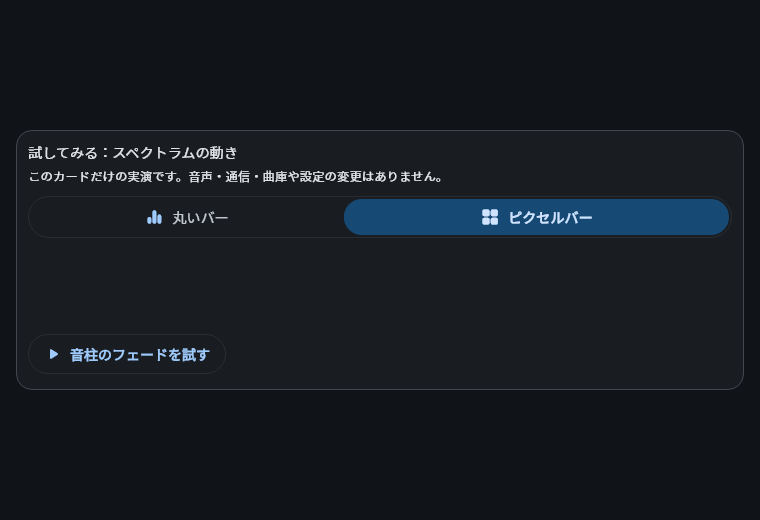 試してみる：スペクトラムの動き
このカードだけの実演です。音声・通信・曲庫や設定の変更はありません。
丸いバー
ピクセルバー
音柱のフェードを試す